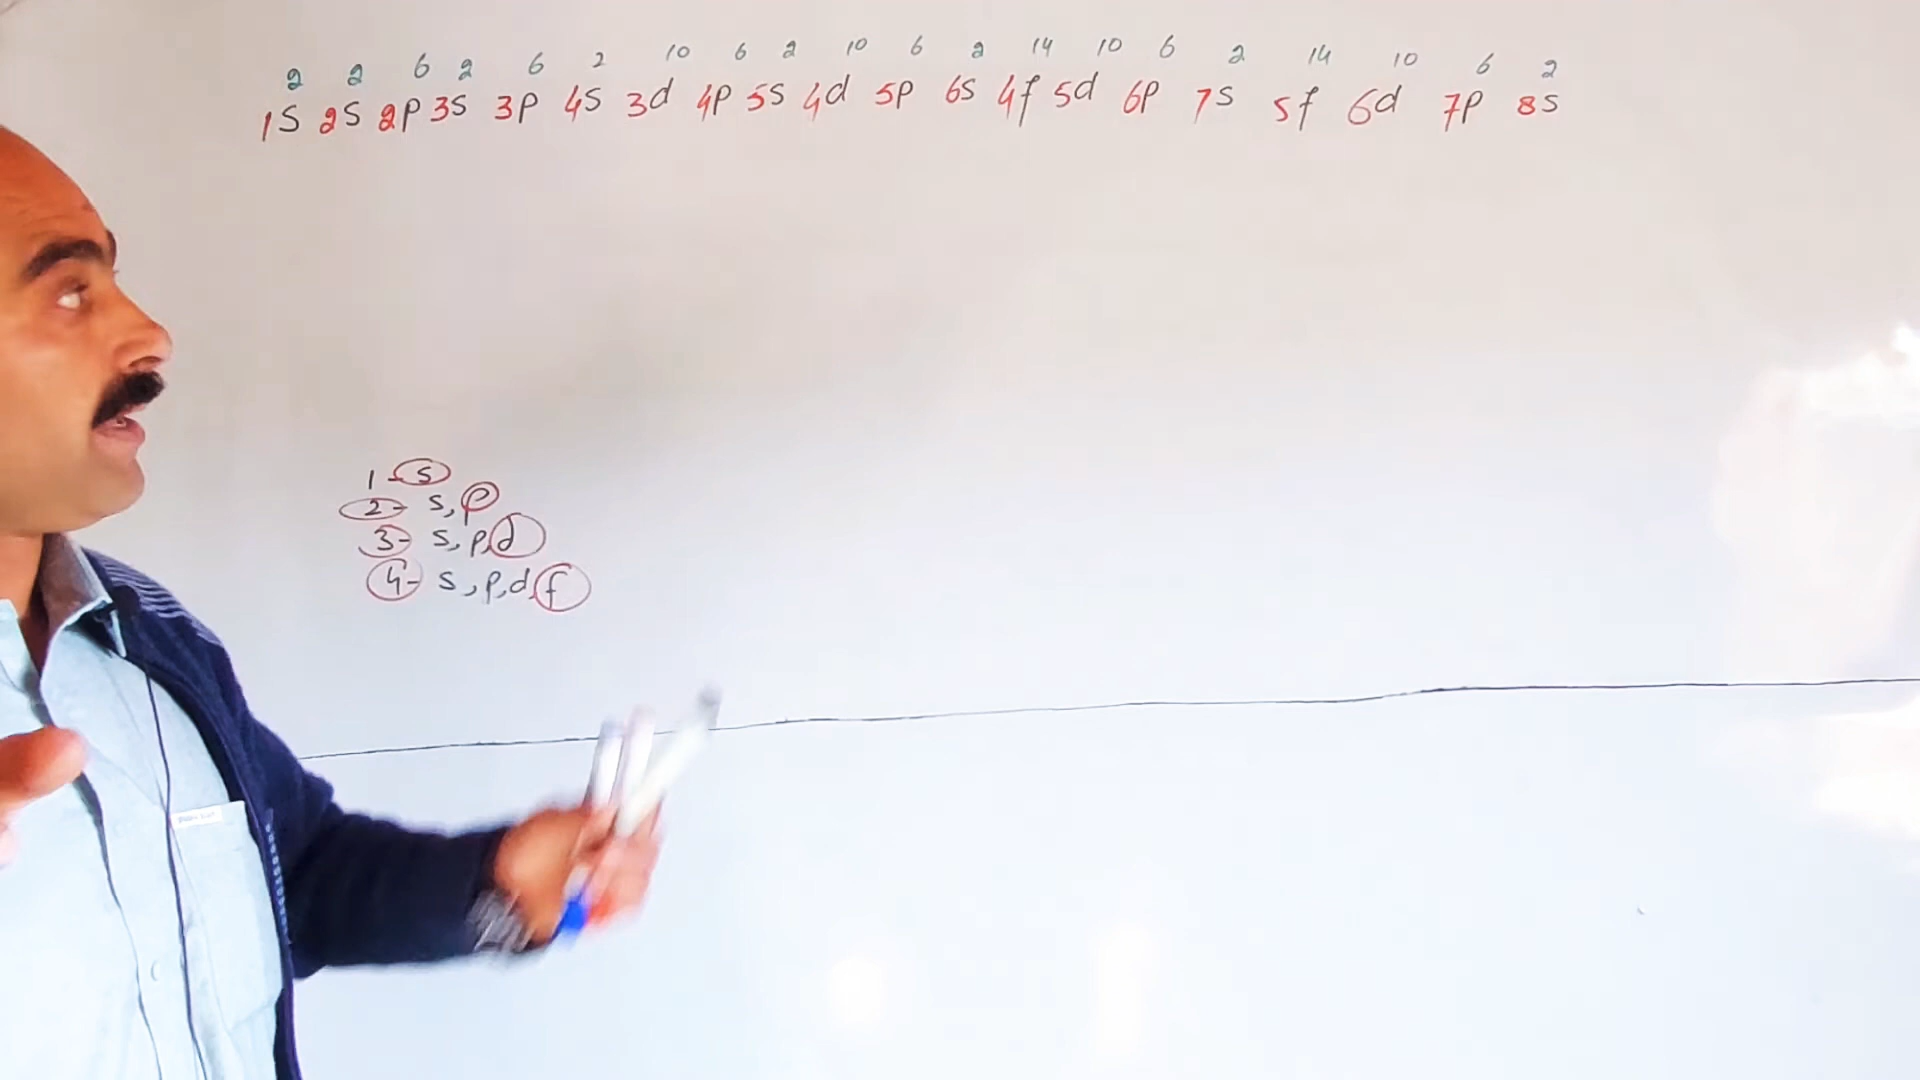 2 2 6 2 6 2 10 6 2 10 6 2 14 10 6 2 14 10 6 2
1s 2s 2p 3s 3p 4s 3d 4p 5s 4d 5p 6s 4f 5d 6p 7s 5f 6d 7p 8s
1 - s
2 - s, p
3 - s, p, d
4 - s, p, d, f